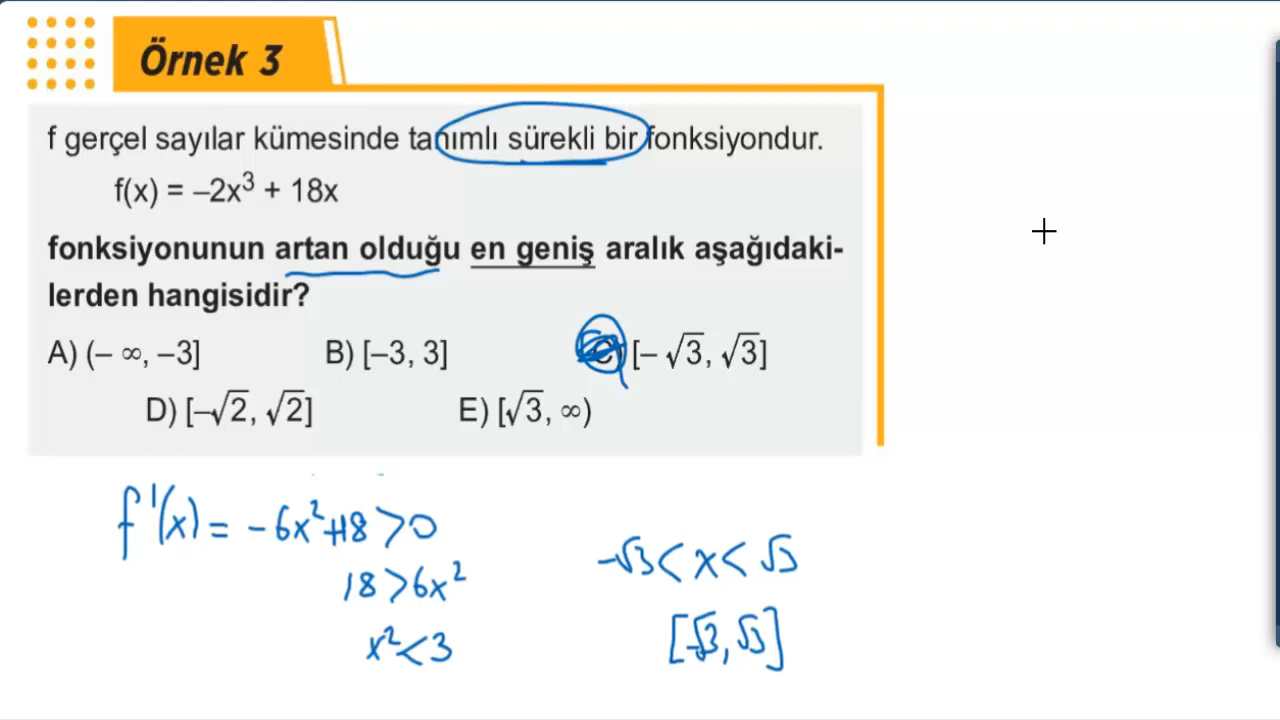 Örnek 3
f gerçel sayılar kümesinde tanımlı sürekli bir fonksiyondur.
f(x) = –2x³ + 18x
fonksiyonunun artan olduğu en geniş aralık aşağıdaki-
lerden hangisidir?
A) (– ∞, –3] B) [–3, 3] C) [– √3, √3]
D) [–√2, √2] E) [√3, ∞)
f'(x) = -6x²+18 > 0
18 > 6x²
x² < 3
-√3 < x < √3
[-√3, √3]